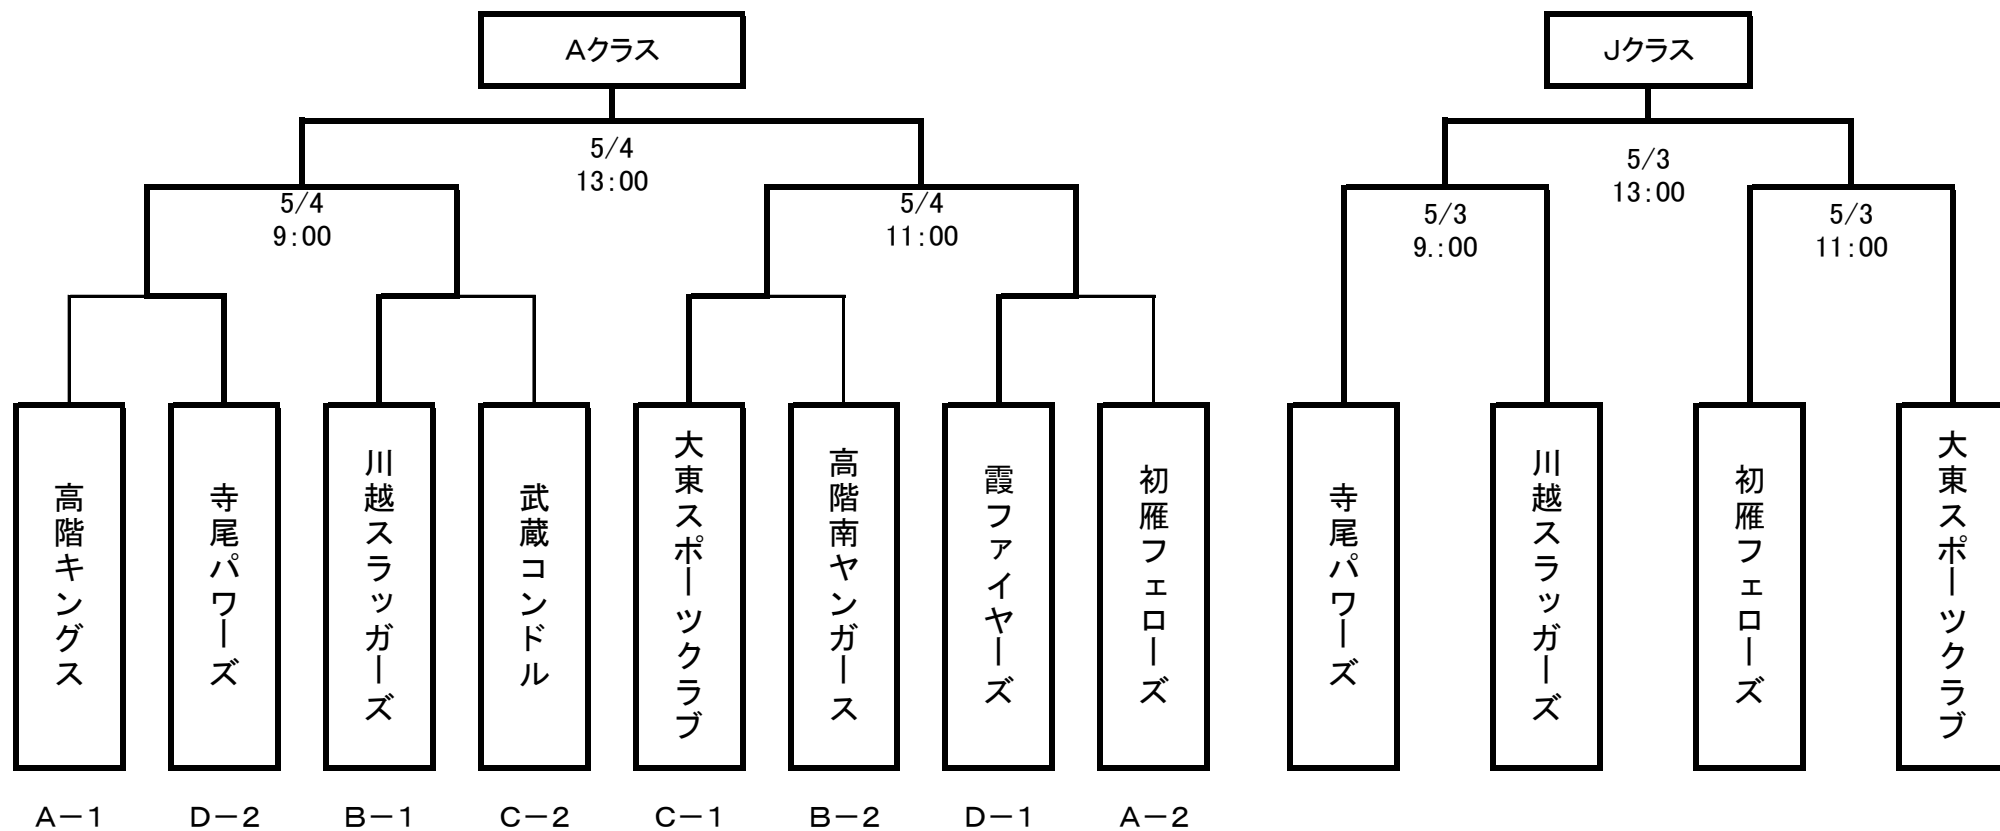 Aクラス
Jクラス
5/4
13:00
5/3
13:00
5/4
9:00
5/4
11:00
5/3
9.:00
5/3
11:00
高階キングス
寺尾パワーズ
川越スラッガーズ
武蔵コンドル
大東スポーツクラブ
高階南ヤンガース
霞ファイヤーズ
初雁フェローズ
寺尾パワーズ
川越スラッガーズ
初雁フェローズ
大東スポーツクラブ
A－1
D－2
B－1
C－2
C－1
B－2
D－1
A－2